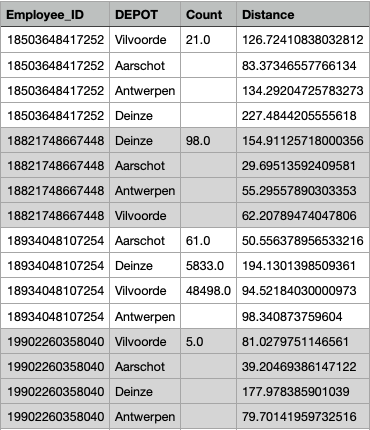 Employee_ID DEPOT Count Distance
18503648417252 Vilvoorde 21.0 126.72410838032812
18503648417252 Aarschot 83.37346557766134
18503648417252 Antwerpen 134.29204725783273
18503648417252 Deinze 227.4844205555618
18821748667448 Deinze 98.0 154.91125718000356
18821748667448 Aarschot 29.69513592409581
18821748667448 Antwerpen 55.29557890303353
18821748667448 Vilvoorde 62.20789474047806
18934048107254 Aarschot 61.0 50.556378956533216
18934048107254 Deinze 5833.0 194.1301398509361
18934048107254 Vilvoorde 48498.0 94.52184030000973
18934048107254 Antwerpen 98.340873759604
19902260358040 Vilvoorde 5.0 81.0279751146561
19902260358040 Aarschot 39.20469386147122
19902260358040 Deinze 177.978385901039
19902260358040 Antwerpen 79.70141959732516